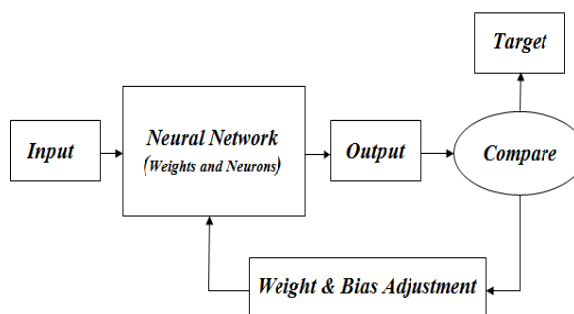 Target
Input
Neural Network
(Weights and Neurons)
Output
Compare
Weight & Bias Adjustment